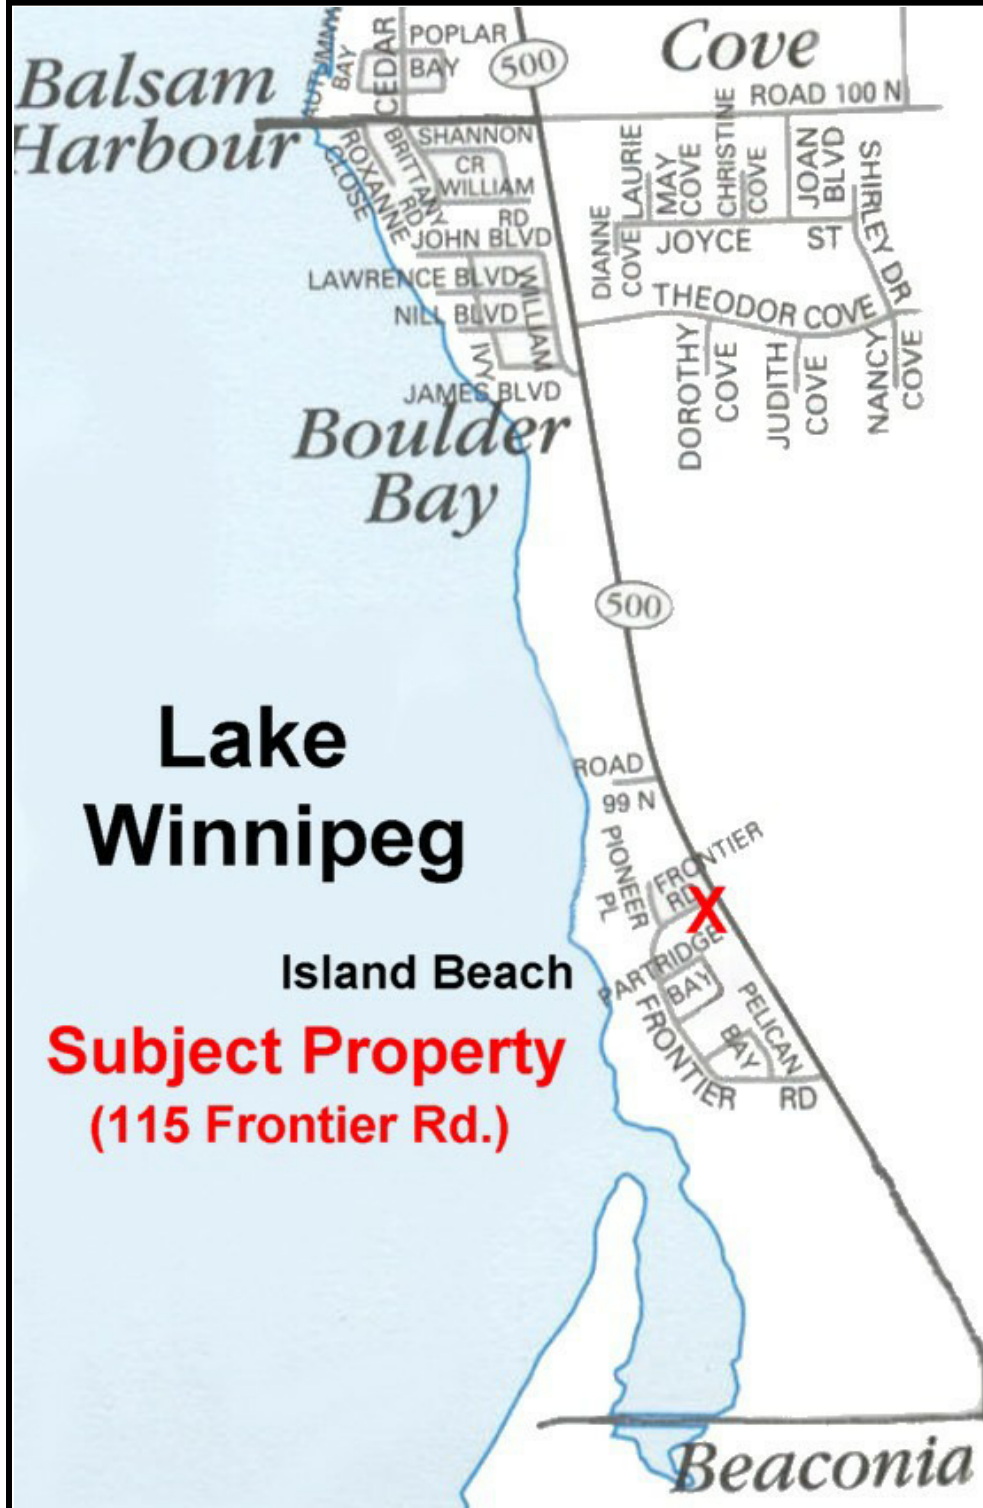 AUTUMN
BAY
CEDAR
POPLAR
BAY
500
Cove
Balsam
Harbour
ROAD 100 N
SHANNON
CR
WILLIAM
RD
ROXANNE
CLOSE
BRITTANY
RD
JOHN BLVD
LAWRENCE BLVD
WILLIAM
NILL BLVD
IVY
JAMES BLVD
LAURIE
MAY
COVE
CHRISTINE
COVE
JOAN
BLVD
SHIRLEY DR
DIANNE
COVE
JOYCE ST
THEODOR COVE
DOROTHY
COVE
JUDITH
COVE
NANCY
COVE
Boulder
Bay
500
Lake
Winnipeg
ROAD
99 N
PIONEER
PL
FRONTIER
RD
X
PARTRIDGE
BAY
Island Beach
Subject Property
(115 Frontier Rd.)
PELICAN
BAY
FRONTIER RD
Beaconia